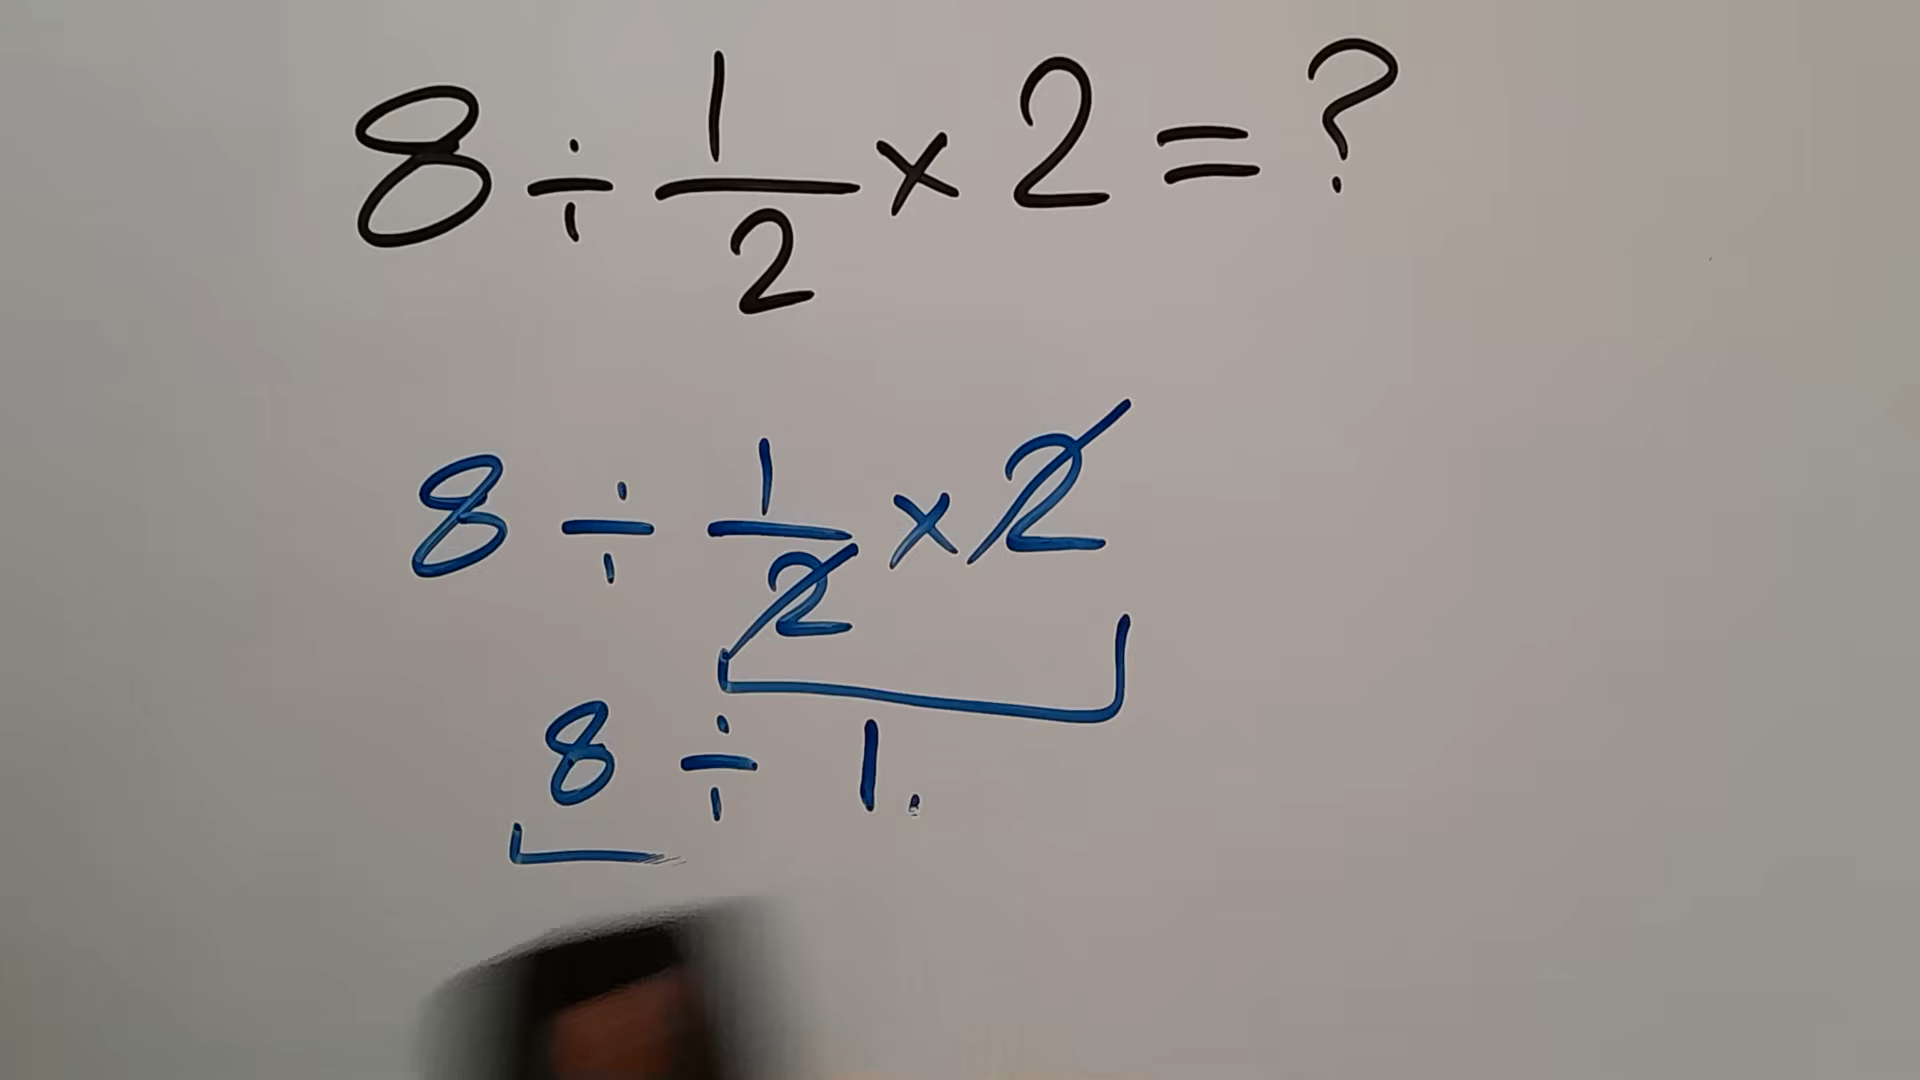 8 ÷ 1/2 × 2 = ?
8 ÷ 1/2 × 2
8 ÷ 1.